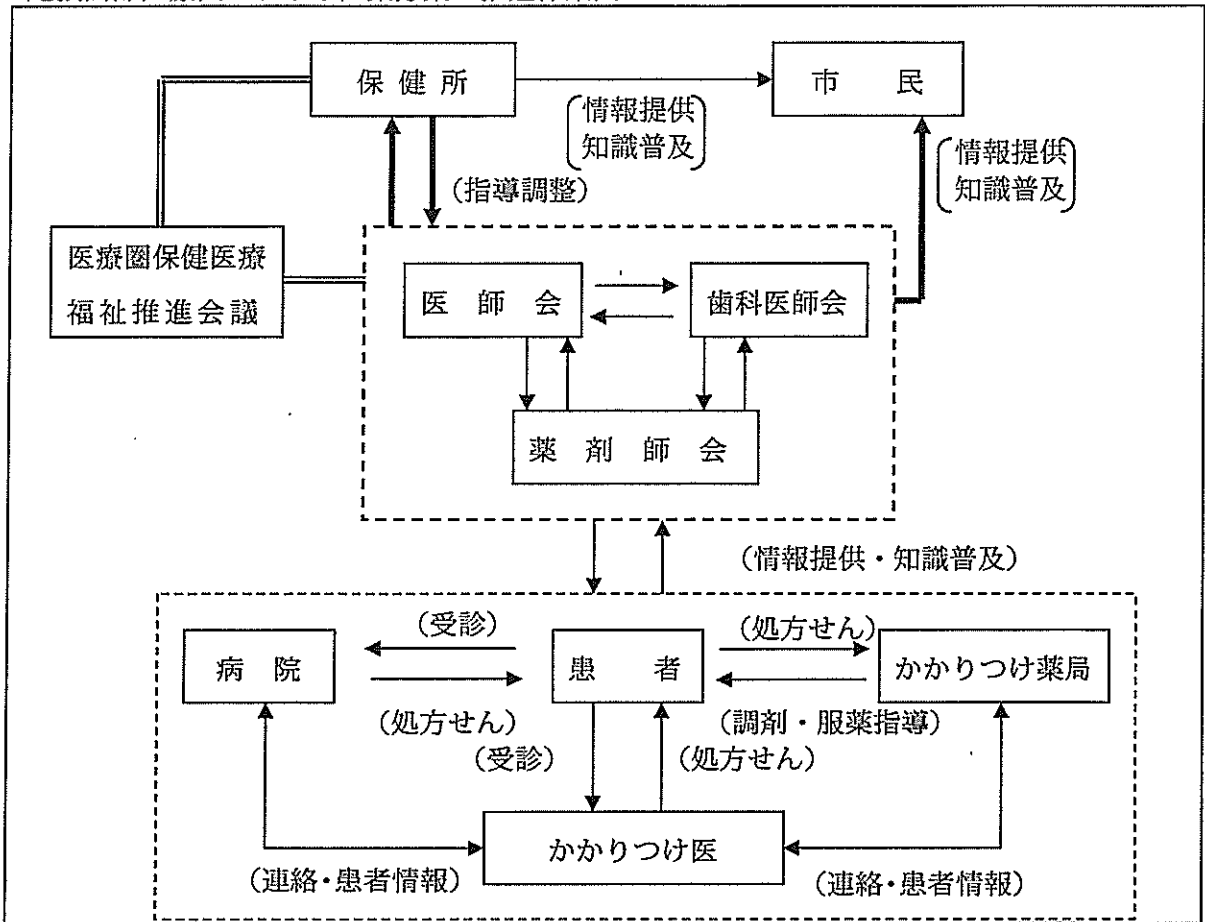 保健所
市民
情報提供
知識普及
情報提供
知識普及
(指導調整)
医療圏保健医療
福祉推進会議
医師会
歯科医師会
薬剤師会
(情報提供・知識普及)
(受診)
(処方せん)
病院
患者
かかりつけ薬局
(処方せん)
(調剤・服薬指導)
(受診)
(処方せん)
かかりつけ医
(連絡・患者情報)
(連絡・患者情報)